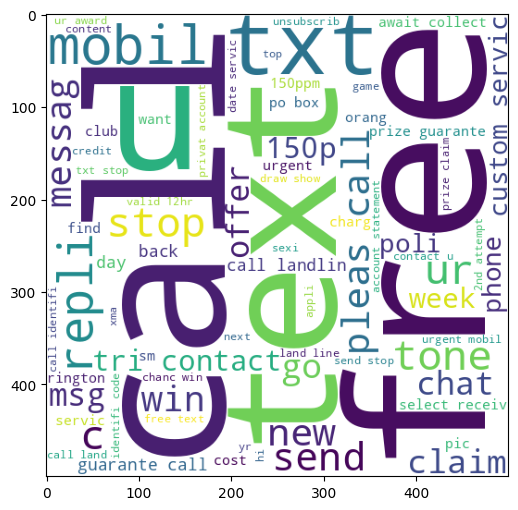 0
100
200
300
400
0
100
200
300
400
ur award
content
mobil
unsubscrib
await collect
txt
top
date servic
150ppm
game
custom servic
messag
u
call
free
text
club
want
privat account
po box
orang
prize guarante
credit
150p
urgent
pleas call
prize claim
txt stop
draw show
valid 12hr
offer
stop
charg
find
account statement
poli
back
sexi
contact u
2nd attempt
phone
repli
day
call landlin
ur
call identifi
xma
appli
week
next
urgent mobil
tri
sm
contact
land line
send stop
tone
go
rington
chanc win
msg
win
chat
identifi code
servic
free text
select receiv
c
new
yr
hi
pic
call land
guarante call
cost
send
claim